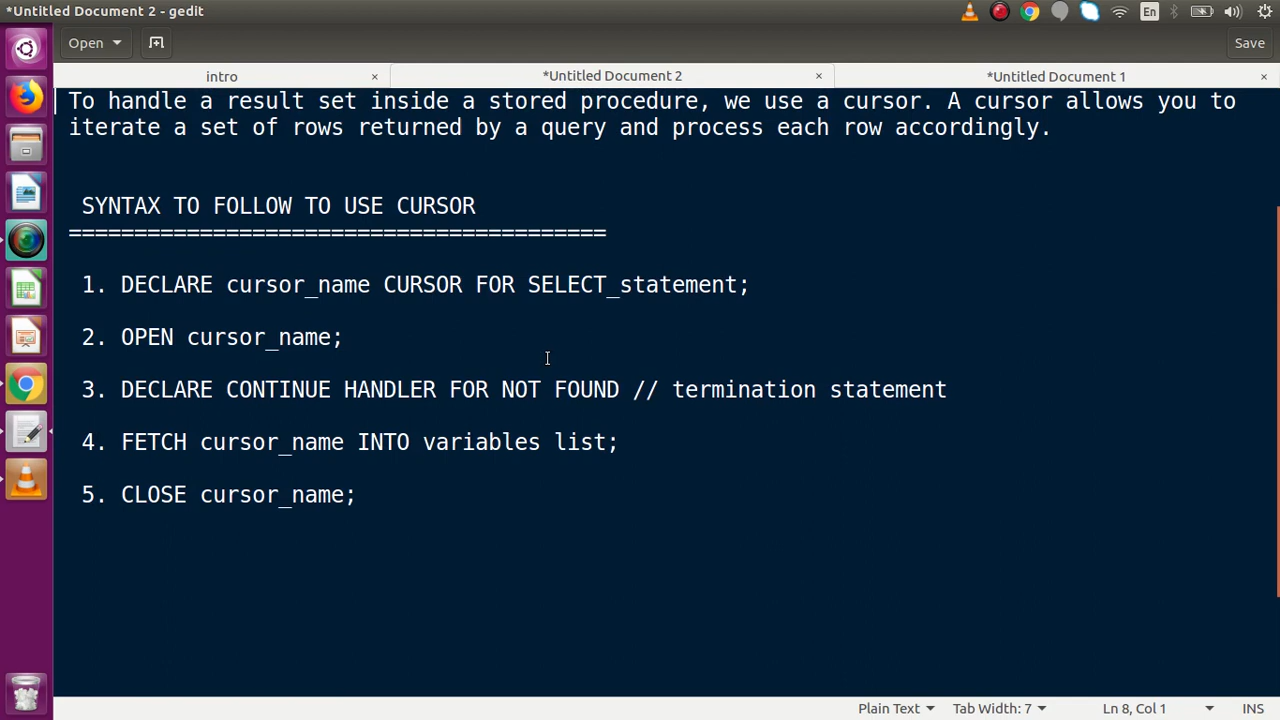 *Untitled Document 2 - gedit
En
Open
Save
intro
*Untitled Document 2
*Untitled Document 1
To handle a result set inside a stored procedure, we use a cursor. A cursor allows you to
iterate a set of rows returned by a query and process each row accordingly.
SYNTAX TO FOLLOW TO USE CURSOR
=========================================
1. DECLARE cursor_name CURSOR FOR SELECT_statement;
2. OPEN cursor_name;
3. DECLARE CONTINUE HANDLER FOR NOT FOUND // termination statement
4. FETCH cursor_name INTO variables list;
5. CLOSE cursor_name;
Plain Text
Tab Width: 7
Ln 8, Col 1
INS